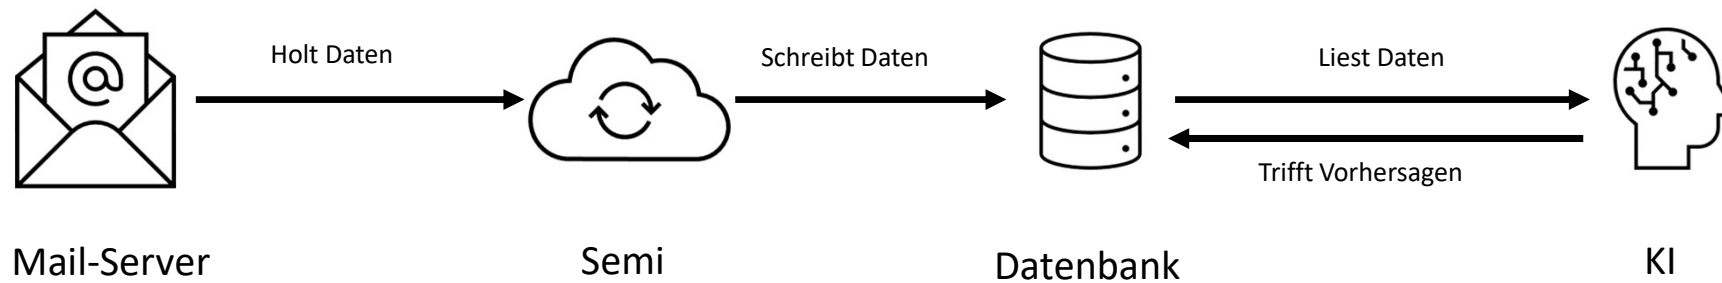 Holt Daten
Schreibt Daten
Liest Daten
Trifft Vorhersagen
Mail-Server
Semi
Datenbank
KI